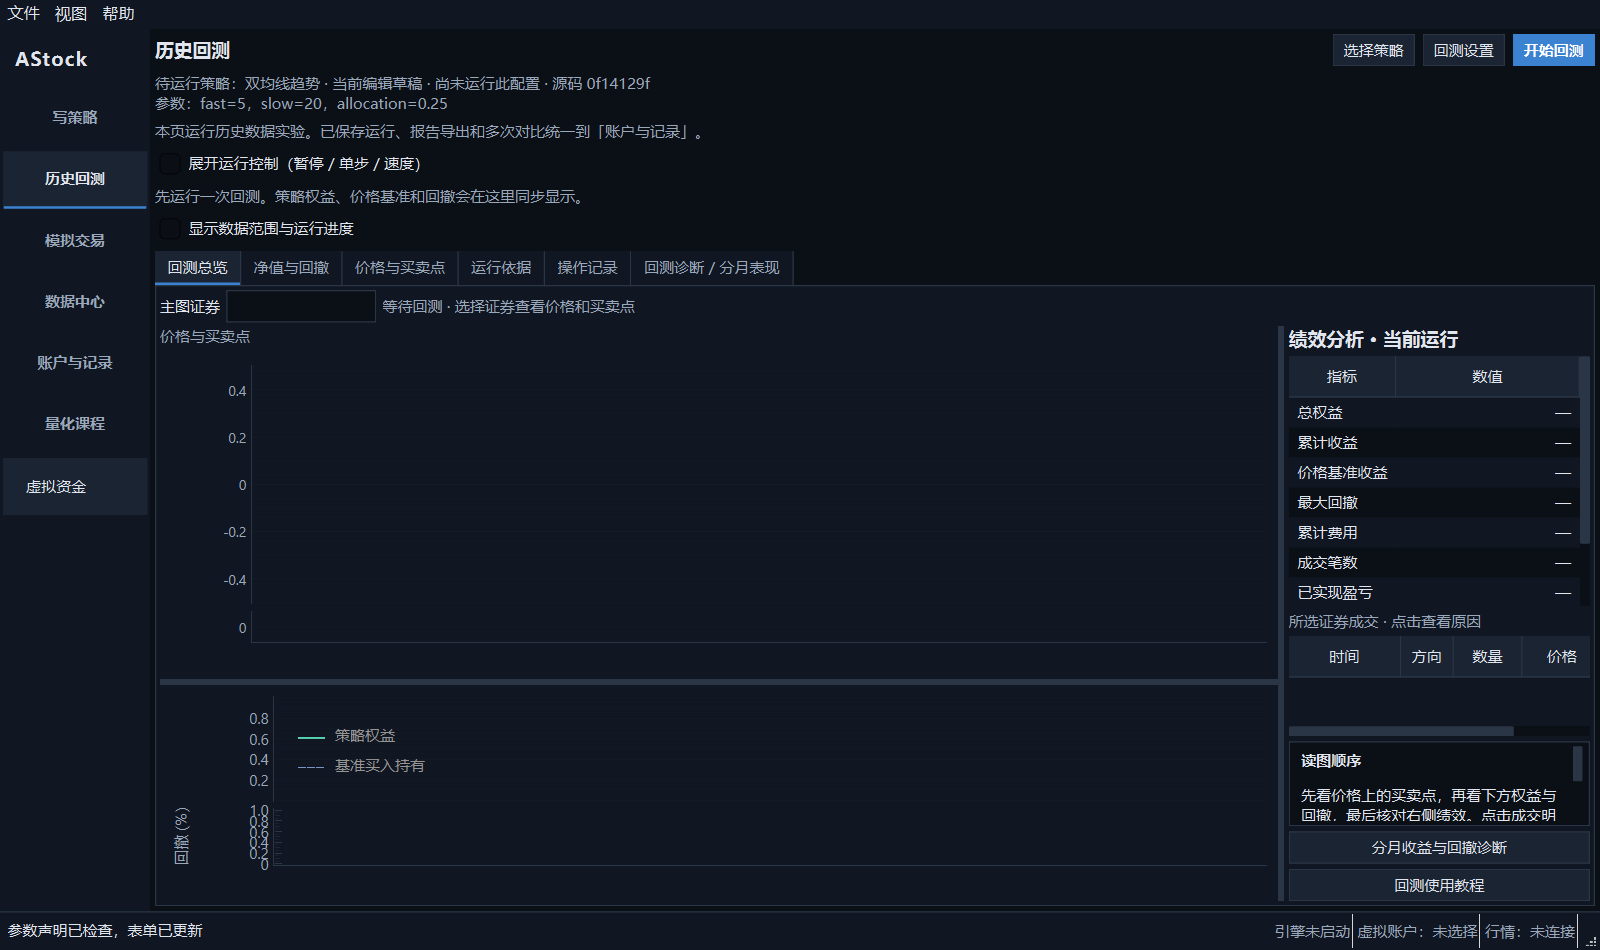 文件 视图 帮助
AStock
写策略
历史回测
模拟交易
数据中心
账户与记录
量化课程
虚拟资金
历史回测
选择策略 回测设置 开始回测
待运行策略：双均线趋势 · 当前编辑草稿 · 尚未运行此配置 · 源码 0f14129f
参数：fast=5，slow=20，allocation=0.25
本页运行历史数据实验。已保存运行、报告导出和多次对比统一到「账户与记录」。
展开运行控制（暂停 / 单步 / 速度）
先运行一次回测。策略权益、价格基准和回撤会在这里同步显示。
显示数据范围与运行进度
回测总览 净值与回撤 价格与买卖点 运行依据 操作记录 回测诊断 / 分月表现
主图证券 等待回测 · 选择证券查看价格和买卖点
价格与买卖点
0.4
0.2
0
-0.2
-0.4
0
0.8
0.6
0.4
0.2
策略权益
基准买入持有
回撤 (%)
1.0
0.8
0.6
0.4
0.2
0
绩效分析 · 当前运行
指标 数值
总权益 —
累计收益 —
价格基准收益 —
最大回撤 —
累计费用 —
成交笔数 —
已实现盈亏 —
所选证券成交 · 点击查看原因
时间 方向 数量 价格
读图顺序
先看价格上的买卖点，再看下方权益与
回撤，最后核对右侧绩效。点击成交明
分月收益与回撤诊断
回测使用教程
参数声明已检查，表单已更新
引擎未启动 虚拟账户：未选择 行情：未连接